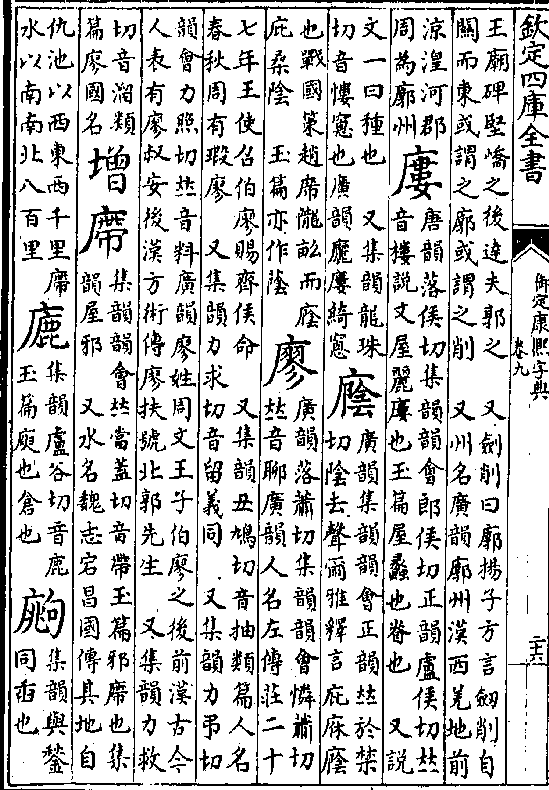 欽定四庫全書
御定康熙字典
卷九
二十六
王廟碑堅嶠之後達夫郭之 又劍削曰廓揚子方言劒削自
關而東或謂之廓或謂之削 又州名廣韻廓州漢西羌地前
涼湟河郡
周為廓州
廔
唐韻落侯切集韻韻會郎侯切正韻盧侯切𠀤
音樓說文屋麗廔也玉篇屋蠡也脊也 又說
文一曰種也 又集韻龍珠
切音慺窻也廣韻龎廔綺窻
廕
廣韻集韻韻會正韻𠀤於禁
切陰去聲爾雅釋言庇庥廕
也戰國策趙席隴畝而廕
庇桑陰 玉篇亦作蔭
廖
廣韻落蕭切集韻韻會憐蕭切
𠀤音聊廣韻人名左傳莊二十
七年王使召伯廖賜齊侯命 又集韻丑鳩切音抽類篇人名
春秋周有瑕廖 又集韻力求切音留義同 又集韻力弔切
韻會力照切𠀤音料廣韻廖姓周文王子伯廖之後前漢古今
人表有廖叔安後漢方術傳廖扶號北郭先生 又集韻力救
切音溜類
篇廖國名
增廗
集韻韻會𠀤當蓋切音帶玉篇邪廗也集
韻屋邪 又水名魏志宕昌國傳其地自
仇池以西東西千里廗
水以南南北八百里
廘
集韻盧谷切音鹿
玉篇庾也倉也
集韻與鏊
同 也